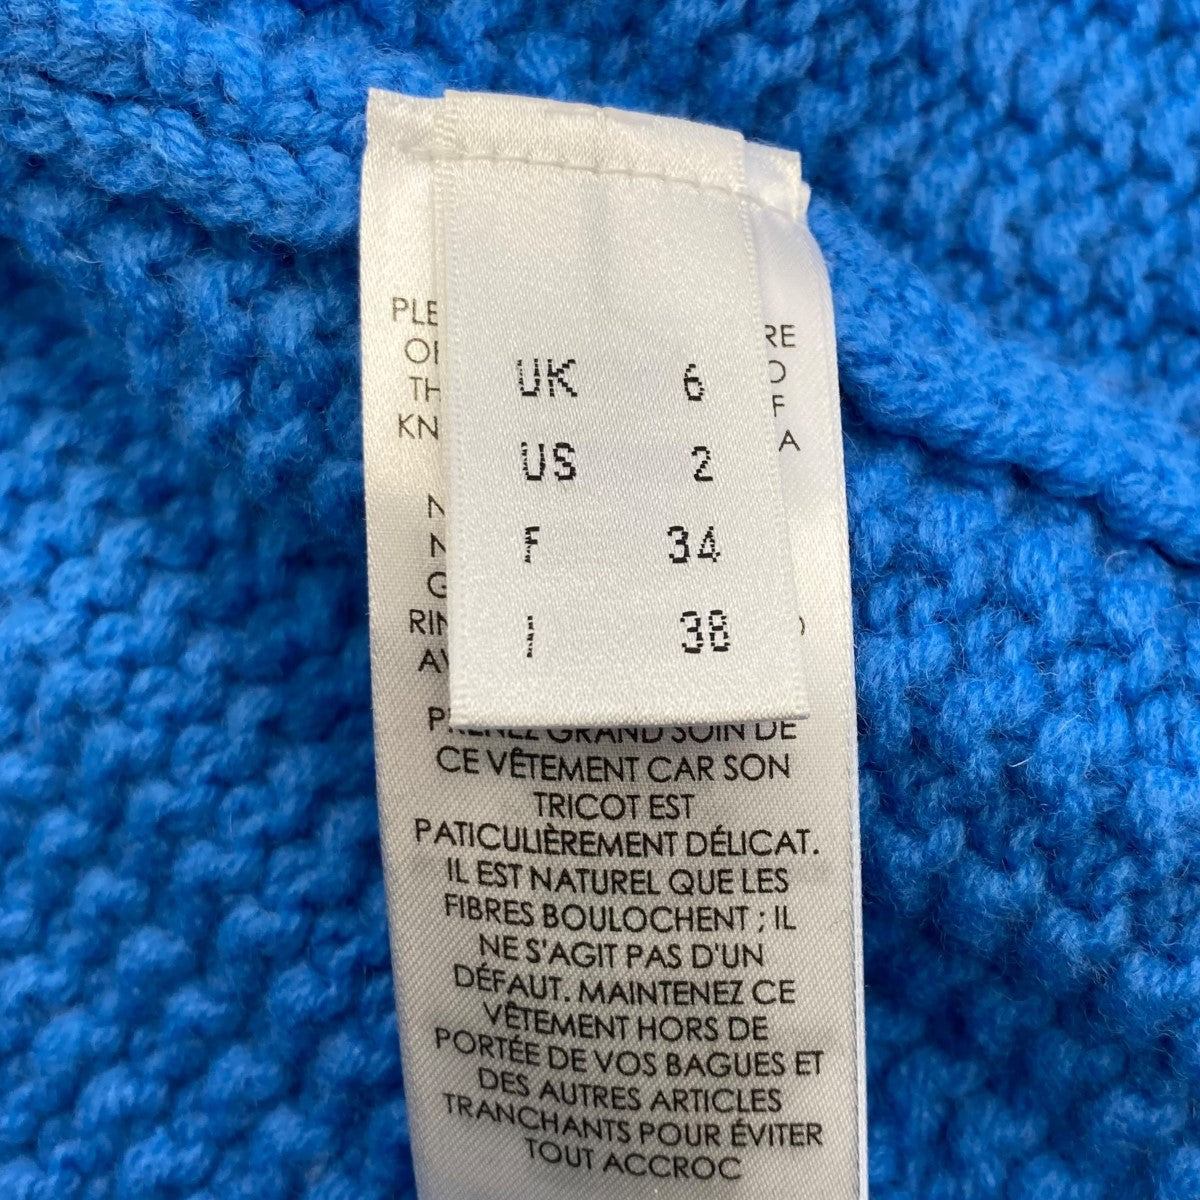 UK 6
US 2
F 34
I 38
PRENEZ GRAND SOIN DE
CE VÊTEMENT CAR SON
TRICOT EST
PATICULIÈREMENT DÉLICAT.
IL EST NATUREL QUE LES
FIBRES BOULOCHENT ; IL
NE S'AGIT PAS D'UN
DÉFAUT. MAINTENEZ CE
VÊTEMENT HORS DE
PORTÉE DE VOS BAGUES ET
DES AUTRES ARTICLES
TRANCHANTS POUR ÉVITER
TOUT ACCROC